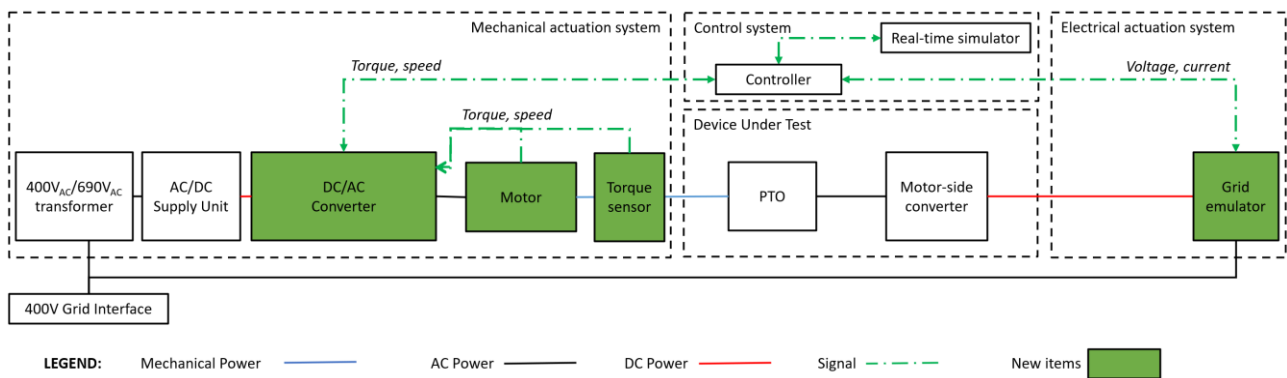 Mechanical actuation system
Control system
Electrical actuation system
Real-time simulator
Torque, speed
Controller
Voltage, current
Torque, speed
Device Under Test
400VAC/690VAC
transformer
AC/DC
Supply Unit
DC/AC
Converter
Motor
Torque
sensor
PTO
Motor-side
converter
Grid
emulator
400V Grid Interface
LEGEND:
Mechanical Power
AC Power
DC Power
Signal
New items